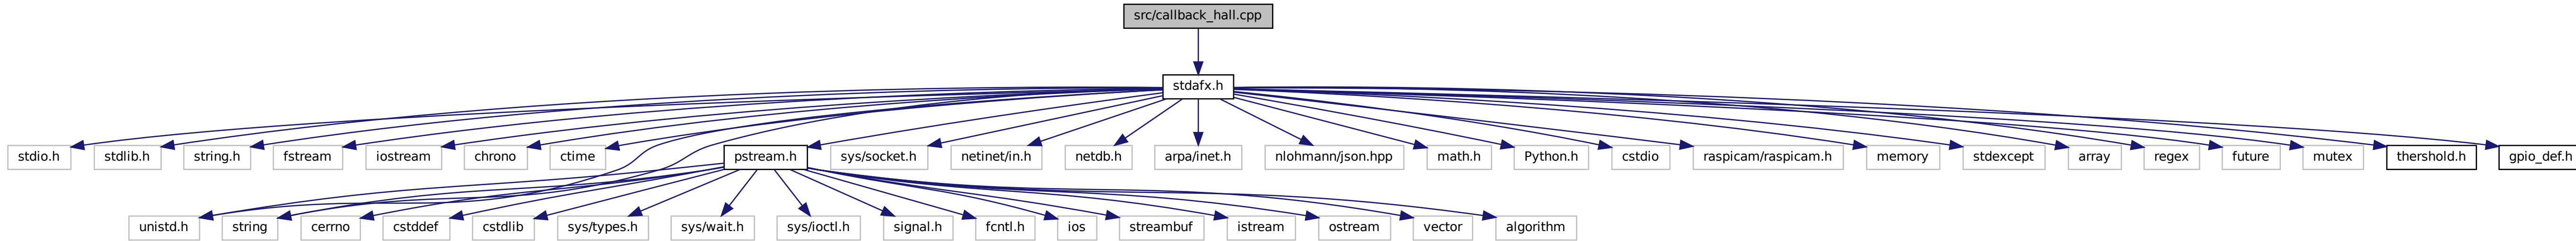 src/callback_hall.cpp
stdafx.h
stdio.h
stdlib.h
string.h
fstream
iostream
chrono
ctime
pstream.h
sys/socket.h
netinet/in.h
netdb.h
arpa/inet.h
nlohmann/json.hpp
math.h
Python.h
cstdio
raspicam/raspicam.h
memory
stdexcept
array
regex
future
mutex
thershold.h
gpio_def.h
unistd.h
string
cerrno
cstddef
cstdlib
sys/types.h
sys/wait.h
sys/ioctl.h
signal.h
fcntl.h
ios
streambuf
istream
ostream
vector
algorithm